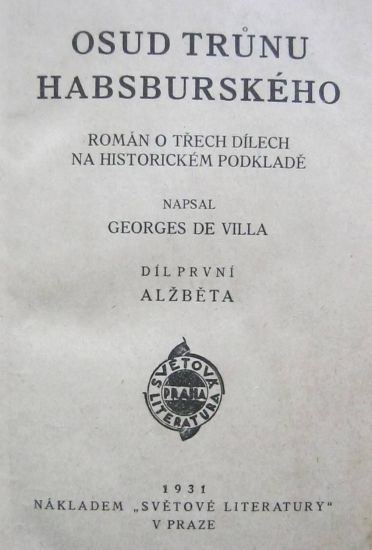 OSUD TRŮNU
HABSBURSKÉHO
ROMÁN O TŘECH DÍLECH
NA HISTORICKÉM PODKLADĚ
NAPSAL
GEORGES DE VILLA
DÍL PRVNÍ
ALŽBĚTA
SVĚTOVÁ
PRAHA
LITERATURA
1931
NÁKLADEM „SVĚTOVÉ LITERATURY"
V PRAZE